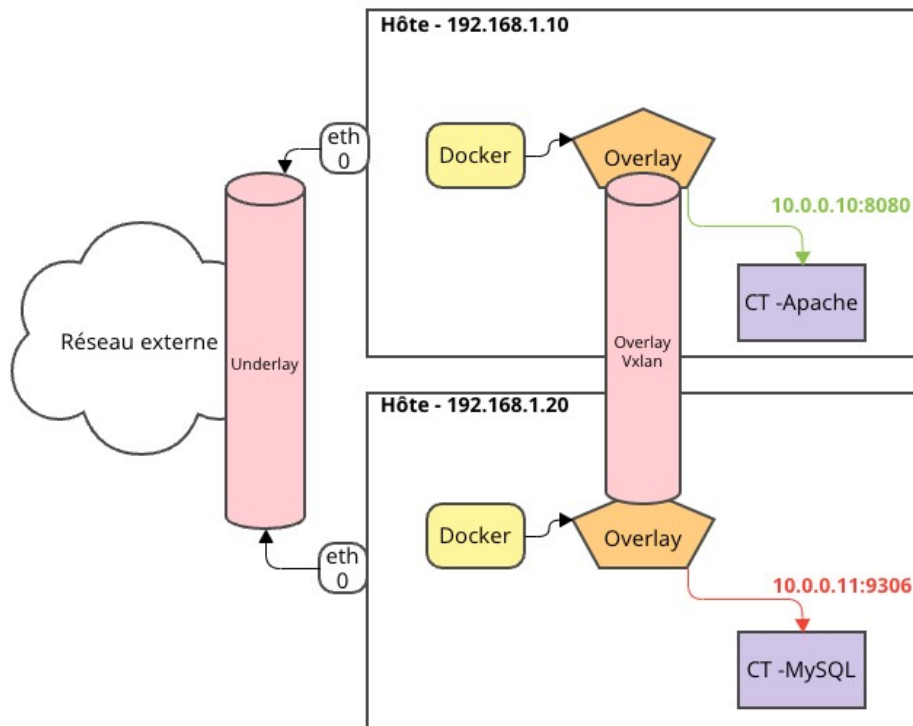 Hôte - 192.168.1.10
eth
0
Docker
Overlay
10.0.0.10:8080
CT -Apache
Réseau externe
Underlay
Overlay
Vxlan
Hôte - 192.168.1.20
eth
0
Docker
Overlay
10.0.0.11:9306
CT -MySQL